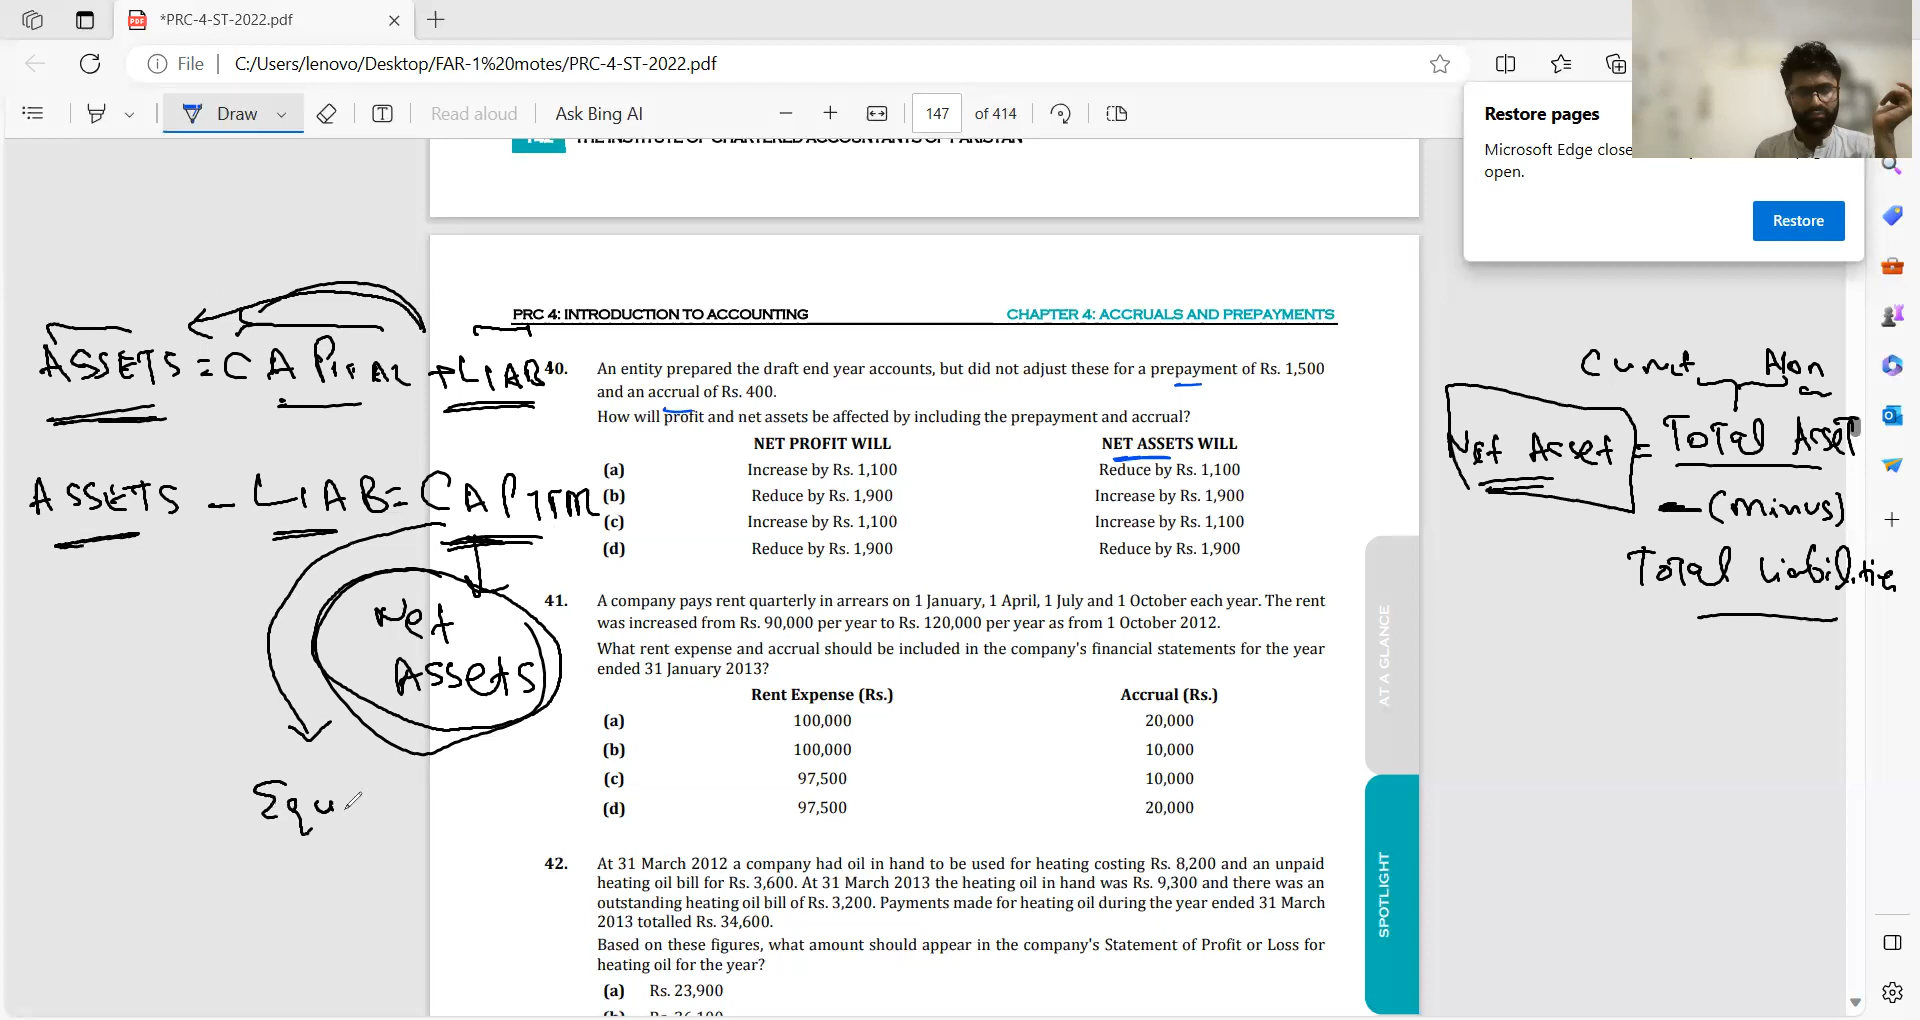 *PRC-4-ST-2022.pdf
File
C:/Users/lenovo/Desktop/FAR-1%20motes/PRC-4-ST-2022.pdf
Draw
Read aloud
Ask Bing AI
147
of 414
Restore pages
Microsoft Edge close
open.
Restore
142 THE INSTITUTE OF CHARTERED ACCOUNTANTS OF PAKISTAN
PRC 4: INTRODUCTION TO ACCOUNTING
CHAPTER 4: ACCRUALS AND PREPAYMENTS
ASSETS = CAPITAL + LIAB
ASSETS - LIAB = CAPITAL
Net
Assets
Equ
Net Asset = Total Asset
- (minus)
Total Liabilities
Non
40. An entity prepared the draft end year accounts, but did not adjust these for a prepayment of Rs. 1,500
and an accrual of Rs. 400.
How will profit and net assets be affected by including the prepayment and accrual?
NET PROFIT WILL NET ASSETS WILL
(a) Increase by Rs. 1,100 Reduce by Rs. 1,100
(b) Reduce by Rs. 1,900 Increase by Rs. 1,900
(c) Increase by Rs. 1,100 Increase by Rs. 1,100
(d) Reduce by Rs. 1,900 Reduce by Rs. 1,900
41. A company pays rent quarterly in arrears on 1 January, 1 April, 1 July and 1 October each year. The rent
was increased from Rs. 90,000 per year to Rs. 120,000 per year as from 1 October 2012.
What rent expense and accrual should be included in the company's financial statements for the year
ended 31 January 2013?
Rent Expense (Rs.) Accrual (Rs.)
(a) 100,000 20,000
(b) 100,000 10,000
(c) 97,500 10,000
(d) 97,500 20,000
42. At 31 March 2012 a company had oil in hand to be used for heating costing Rs. 8,200 and an unpaid
heating oil bill for Rs. 3,600. At 31 March 2013 the heating oil in hand was Rs. 9,300 and there was an
outstanding heating oil bill of Rs. 3,200. Payments made for heating oil during the year ended 31 March
2013 totalled Rs. 34,600.
Based on these figures, what amount should appear in the company's Statement of Profit or Loss for
heating oil for the year?
(a) Rs. 23,900
AT A GLANCE
SPOTLIGHT